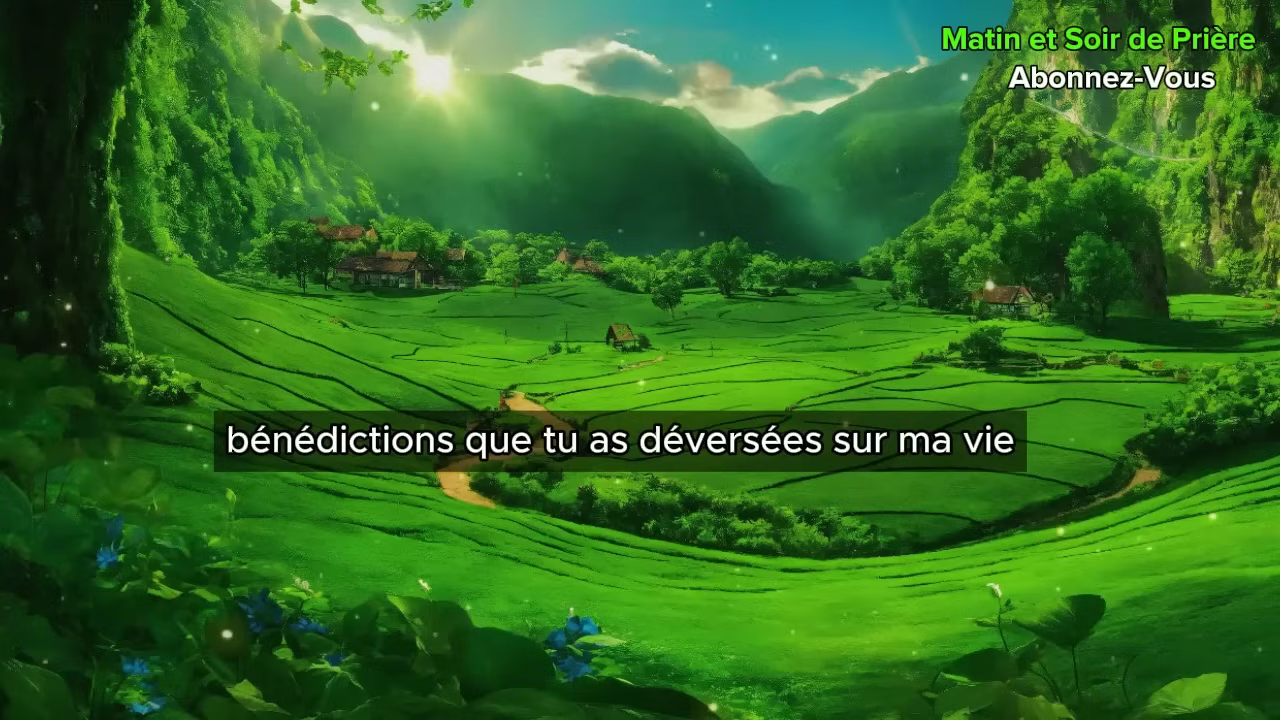 Matin et Soir de Prière
Abonnez-Vous
bénédictions que tu as déversées sur ma vie